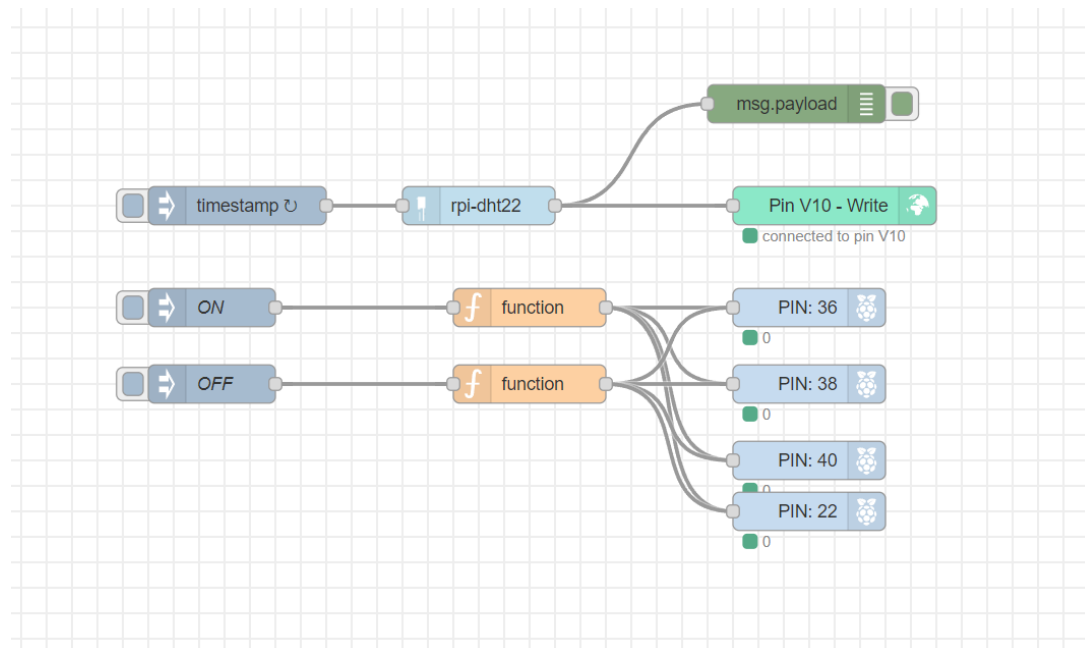 msg.payload
timestamp ↻
rpi-dht22
Pin V10 - Write
connected to pin V10
ON
function
PIN: 36
0
OFF
function
PIN: 38
0
PIN: 40
0
PIN: 22
0